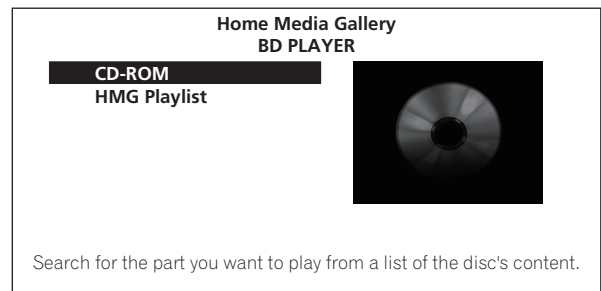 Home Media Gallery
BD PLAYER
CD-ROM
HMG Playlist
Search for the part you want to play from a list of the disc's content.